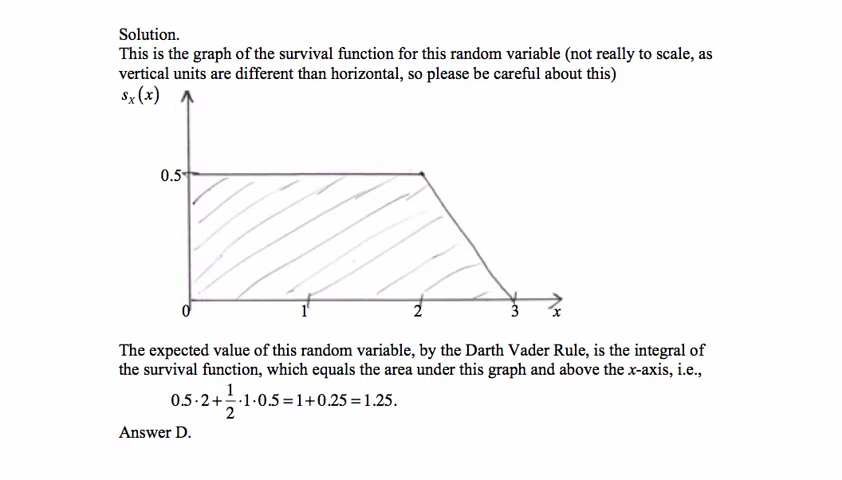 Solution.
This is the graph of the survival function for this random variable (not really to scale, as
vertical units are different than horizontal, so please be careful about this)
s_X(x)
0.5
0 1 2 3 x
The expected value of this random variable, by the Darth Vader Rule, is the integral of
the survival function, which equals the area under this graph and above the x-axis, i.e.,
0.5·2+1/2·1·0.5=1+0.25=1.25.
Answer D.